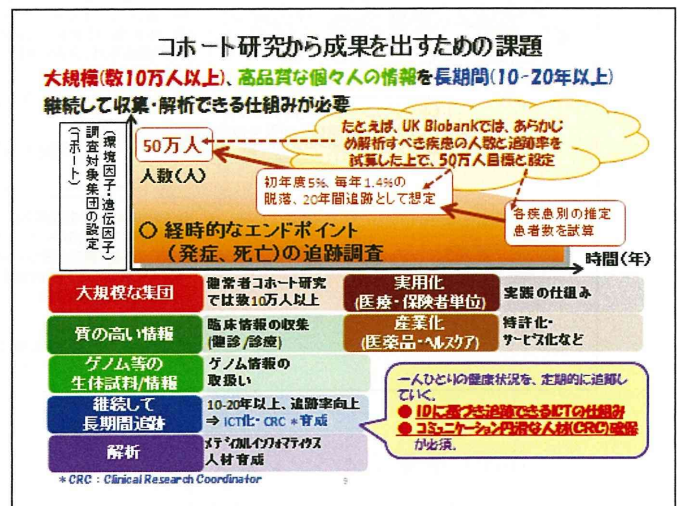 コホート研究から成果を出すための課題
大規模(数10万人以上)、高品質な個々人の情報を長期間(10-20年以上)
継続して収集・解析できる仕組みが必要
調査対象集団の設定
(環境因子・遺伝因子)
(コホート)
50万人
人数(人)
たとえば、UK Biobankでは、あらかじ
め解析すべき疾患の人数と追跡率を
試算した上で、50万人目標と設定
初年度5%、毎年1.4%の
脱落、20年間追跡として想定
各疾患別の推定
患者数を試算
○ 経時的なエンドポイント
(発症、死亡)の追跡調査
時間(年)
大規模な集団
健常者コホート研究
では数10万人以上
実用化
(医療・保険者単位)
実践の仕組み
質の高い情報
臨床情報の収集
(健診/診療)
産業化
(医薬品・ヘルスケア)
特許化・
サービス化など
ゲノム等の
生体試料/情報
ゲノム情報の
取扱い
継続して
長期間追跡
10-20年以上、追跡率向上
⇒ ICT化・CRC *育成
解析
メディカルインフォマティクス
人材育成
一人ひとりの健康状況を、定期的に追跡し
ていく。
● IDに基づき追跡できるICTの仕組み
● コミュニケーション円滑な人材(CRC)確保
が必須。
* CRC : Clinical Research Coordinator
9